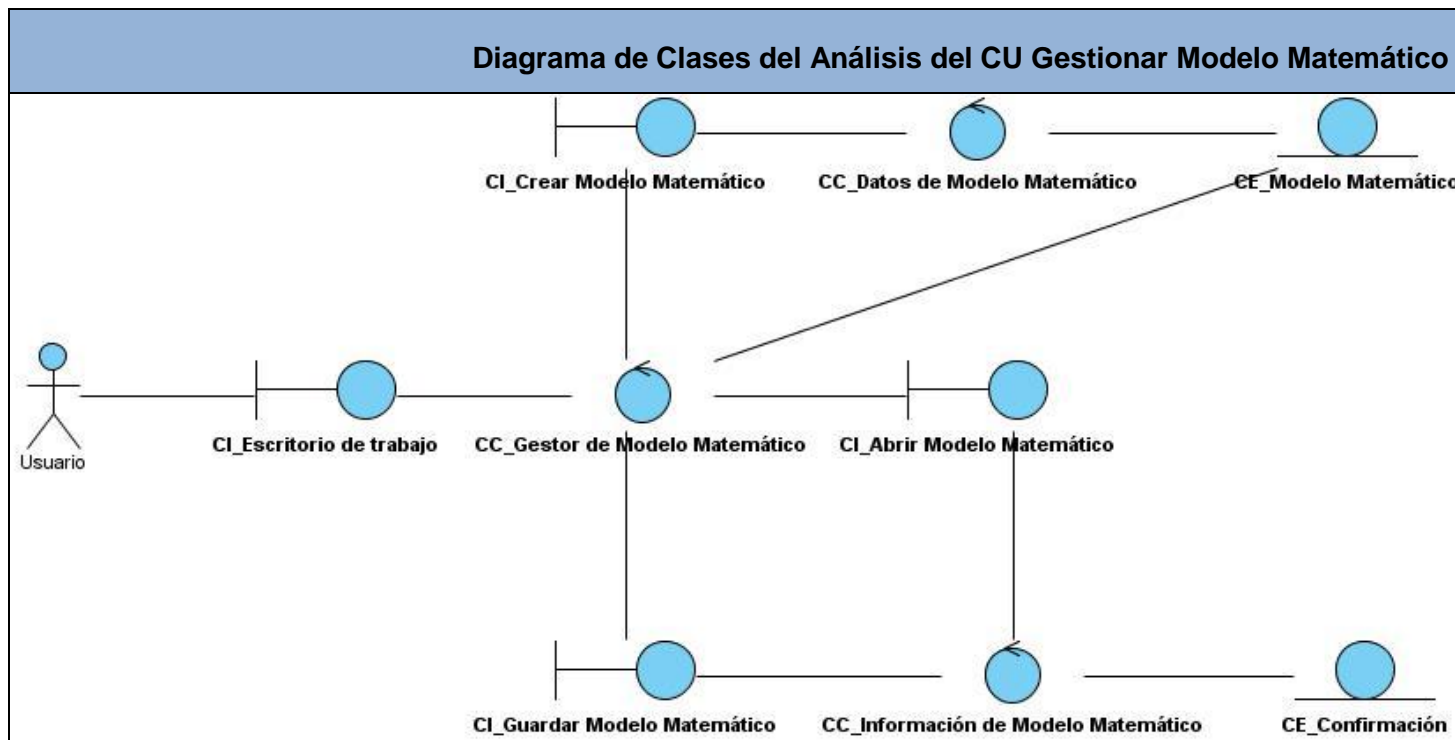 Diagrama de Clases del Análisis del CU Gestionar Modelo Matemático
CI_Crear Modelo Matemático
CC_Datos de Modelo Matemático
CE_Modelo Matemático
Usuario
CI_Escritorio de trabajo
CC_Gestor de Modelo Matemático
CI_Abrir Modelo Matemático
CI_Guardar Modelo Matemático
CC_Información de Modelo Matemático
CE_Confirmación